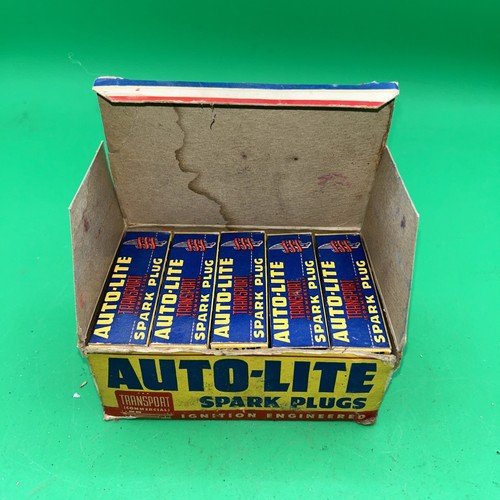 AUTO-LITE
TRANSPORT
SPARK PLUG
AUTO-LITE
TRANSPORT
SPARK PLUG
AUTO-LITE
TRANSPORT
SPARK PLUG
AUTO-LITE
TRANSPORT
SPARK PLUG
AUTO-LITE
TRANSPORT
SPARK PLUG
AUTO-LITE
SPARK PLUGS
TRANSPORT
(COMMERCIAL)
IGNITION ENGINEERED